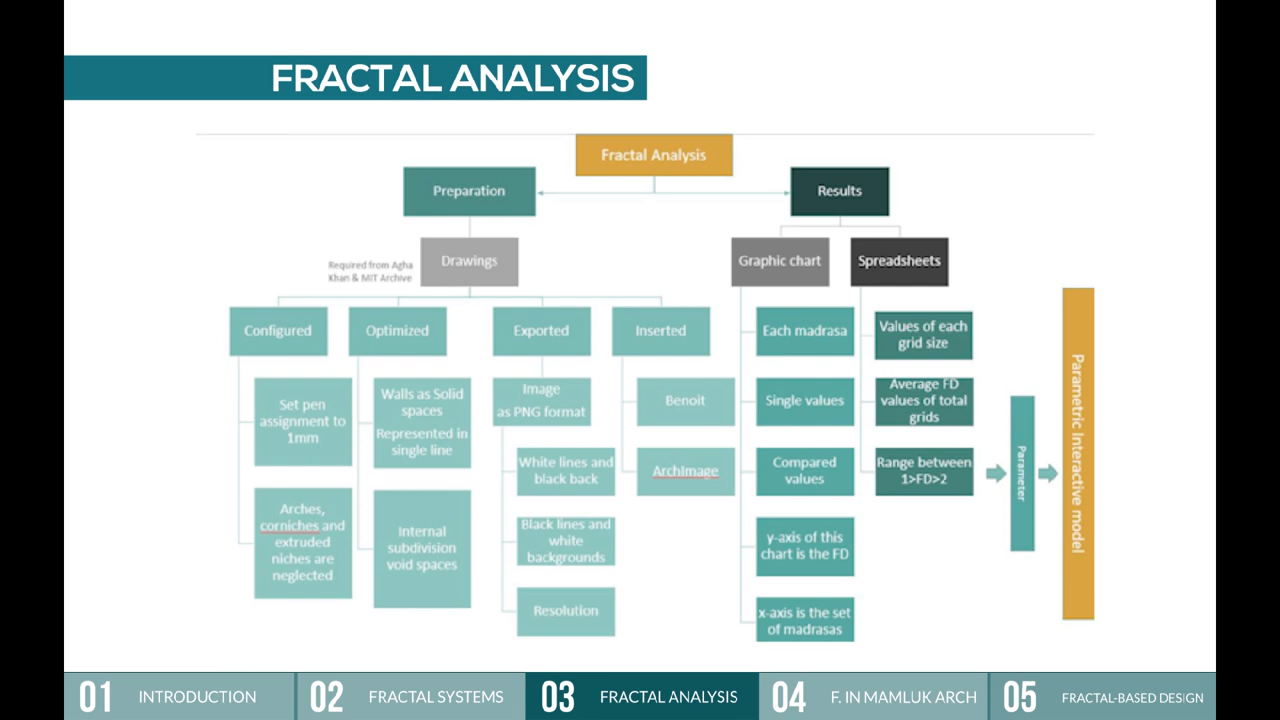 FRACTAL ANALYSIS
Fractal Analysis
Preparation
Results
Drawings
Required from Agha
Khan & MIT Archive
Graphic chart
Spreadsheets
Configured
Optimized
Exported
Inserted
Set pen
assignment to
1mm
Arches,
corniches and
extruded
niches are
neglected
Walls as Solid
spaces
Represented in
single line
Internal
subdivision
void spaces
Image
as PNG format
White lines and
black back
Black lines and
white
backgrounds
Resolution
Benoit
ArchImage
Each madrasa
Single values
Compared
values
y-axis of this
chart is the FD
x-axis is the set
of madrasas
Values of each
grid size
Average FD
values of total
grids
Range between
1>FD>2
Parameter
Parametric Interactive model
01 INTRODUCTION
02 FRACTAL SYSTEMS
03 FRACTAL ANALYSIS
04 F. IN MAMLUK ARCH
05 FRACTAL-BASED DESIGN